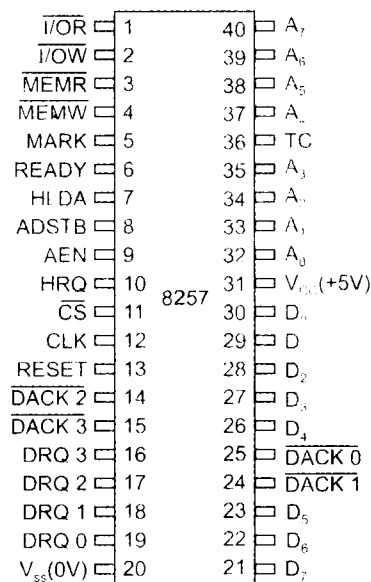 I/OR 1 40 A₇
I/OW 2 39 A₆
MEMR 3 38 A₅
MEMW 4 37 A
MARK 5 36 TC
READY 6 35 A₃
HLDA 7 34 A
ADSTB 8 33 A₁
AEN 9 32 A₀
HRQ 10 31 V (+5V)
8257
CS 11 30 D
CLK 12 29 D
RESET 13 28 D₂
DACK 2 14 27 D₃
DACK 3 15 26 D₄
DRQ 3 16 25 DACK 0
DRQ 2 17 24 DACK 1
DRQ 1 18 23 D₅
DRQ 0 19 22 D₆
Vss(0V) 20 21 D₇